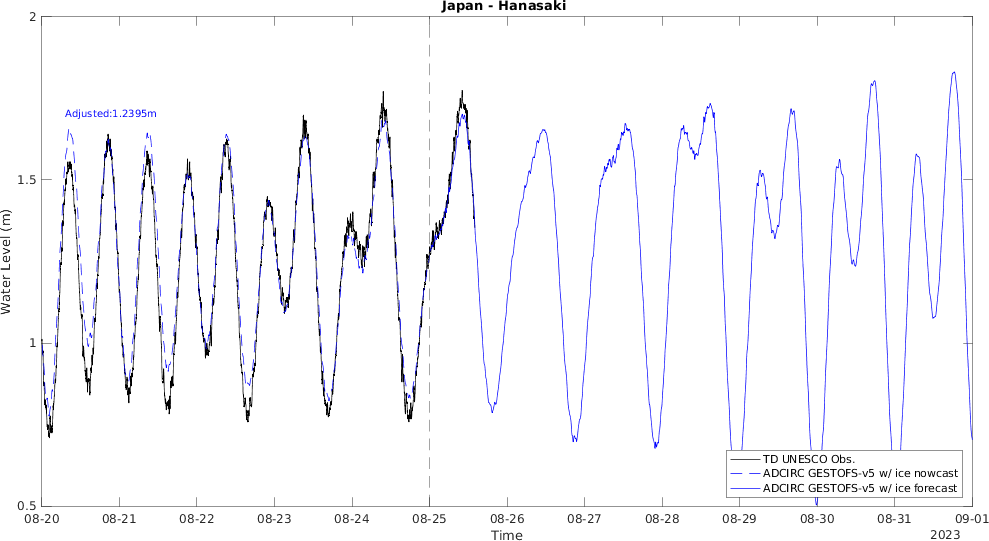 Japan - Hanasaki
Adjusted:1.2395m
Water Level (m)
2
1.5
1
0.5
08-20 08-21 08-22 08-23 08-24 08-25 08-26 08-27 08-28 08-29 08-30 08-31 09-01
Time
2023
TD UNESCO Obs.
ADCIRC GESTOFS-v5 w/ ice nowcast
ADCIRC GESTOFS-v5 w/ ice forecast